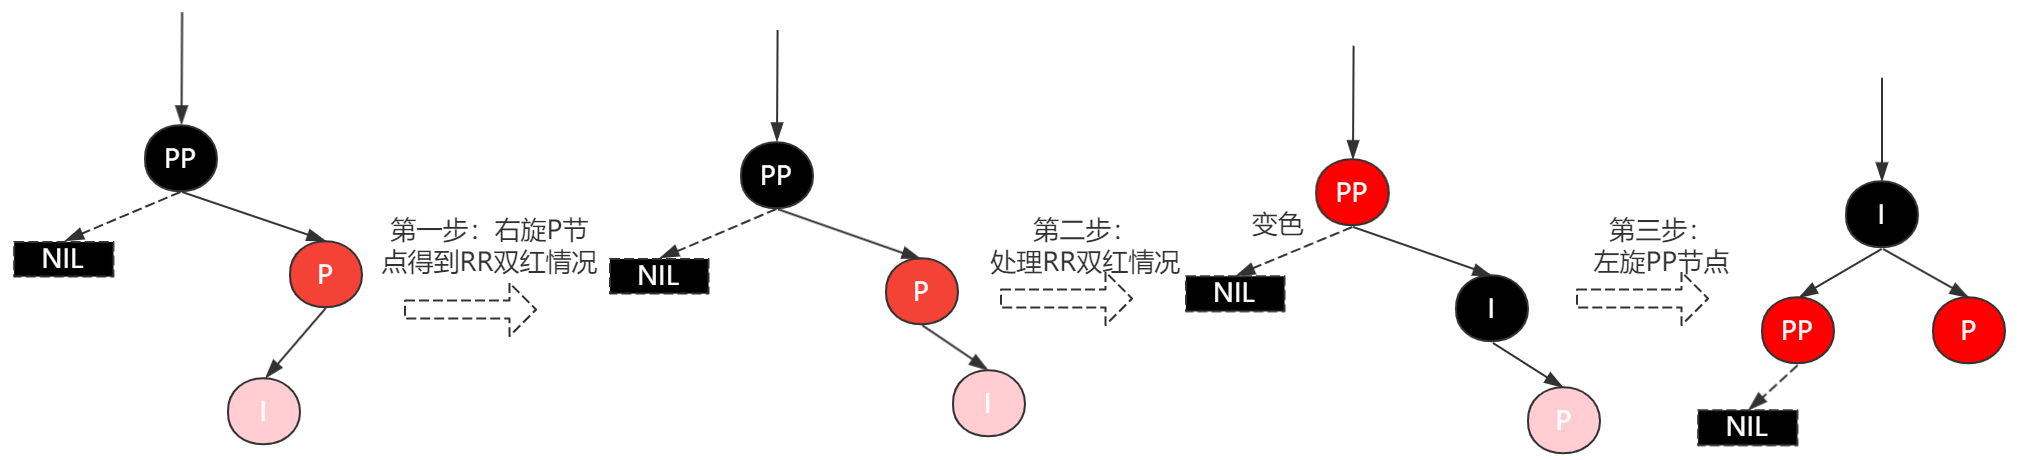 PP
NIL
P
I
第一步：右旋P节
点得到RR双红情况
PP
NIL
P
I
第二步：
处理RR双红情况
PP
变色
NIL
I
P
第三步：
左旋PP节点
I
PP
P
NIL